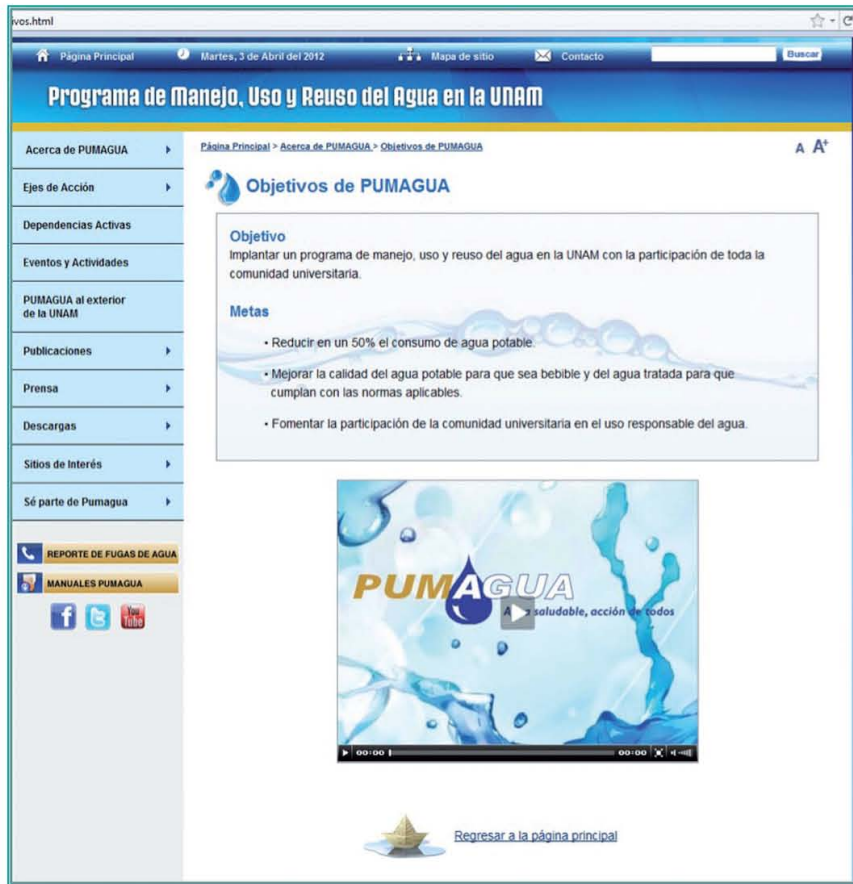 ivos.html
Página Principal
Martes, 3 de Abril del 2012
Mapa de sitio
Contacto
Buscar
Programa de Manejo, Uso y Reuso del Agua en la UNAM
Acerca de PUMAGUA
Ejes de Acción
Dependencias Activas
Eventos y Actividades
PUMAGUA al exterior
de la UNAM
Publicaciones
Prensa
Descargas
Sitios de Interés
Sé parte de Pumagua
REPORTE DE FUGAS DE AGUA
MANUALES PUMAGUA
f
You
Tube
Página Principal > Acerca de PUMAGUA > Objetivos de PUMAGUA
A A+
Objetivos de PUMAGUA
Objetivo
Implantar un programa de manejo, uso y reuso del agua en la UNAM con la participación de toda la
comunidad universitaria.
Metas
• Reducir en un 50% el consumo de agua potable.
• Mejorar la calidad del agua potable para que sea bebible y del agua tratada para que
cumplan con las normas aplicables.
• Fomentar la participación de la comunidad universitaria en el uso responsable del agua.
PUMAGUA
saludable, acción de todos
00:00
00:00
Regresar a la página principal